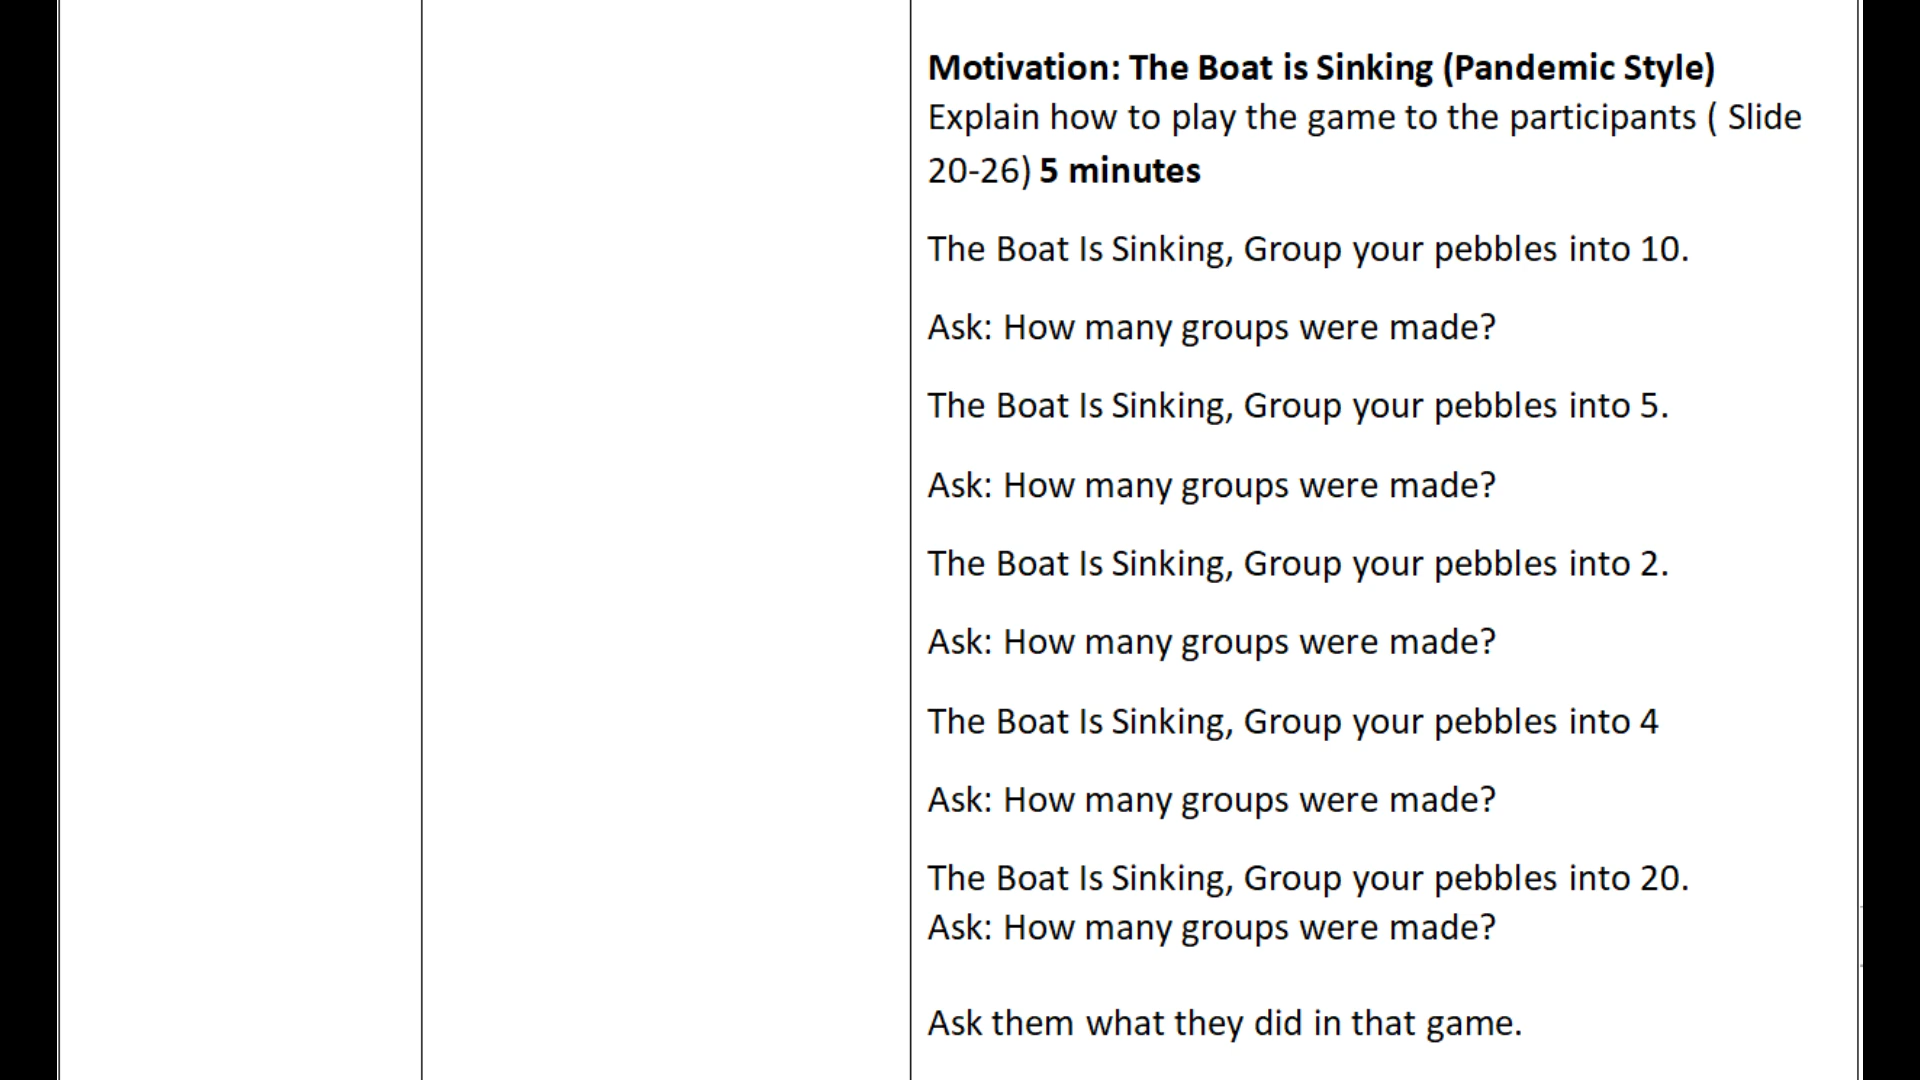 Motivation: The Boat is Sinking (Pandemic Style)
Explain how to play the game to the participants ( Slide
20-26) 5 minutes
The Boat Is Sinking, Group your pebbles into 10.
Ask: How many groups were made?
The Boat Is Sinking, Group your pebbles into 5.
Ask: How many groups were made?
The Boat Is Sinking, Group your pebbles into 2.
Ask: How many groups were made?
The Boat Is Sinking, Group your pebbles into 4
Ask: How many groups were made?
The Boat Is Sinking, Group your pebbles into 20.
Ask: How many groups were made?
Ask them what they did in that game.